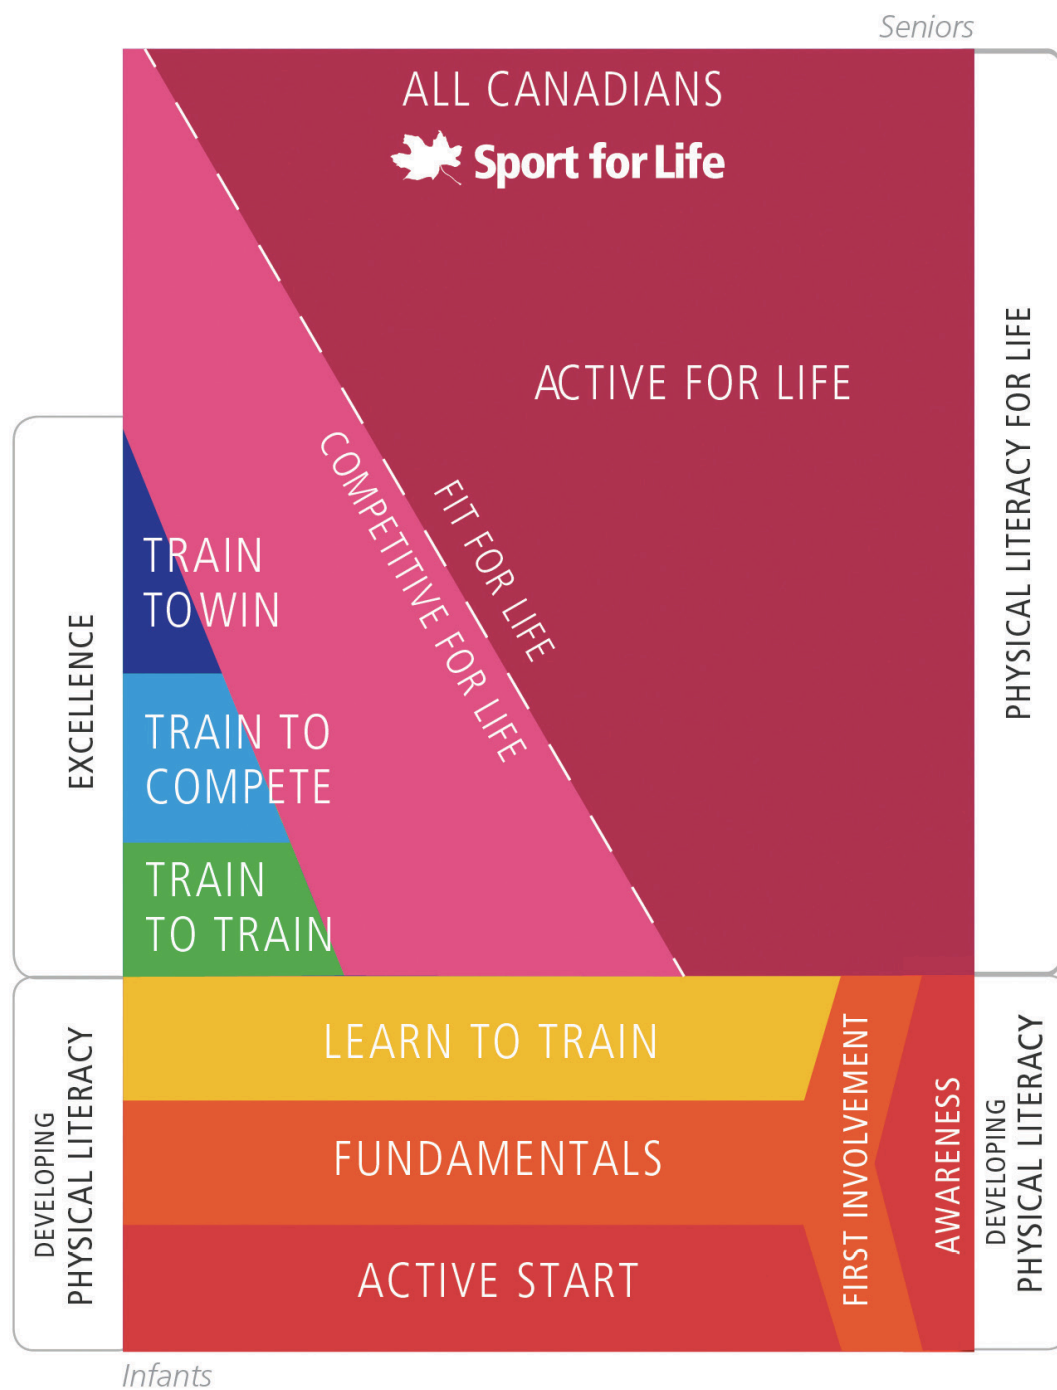 Seniors
ALL CANADIANS
Sport for Life
ACTIVE FOR LIFE
FIT FOR LIFE
COMPETITIVE FOR LIFE
TRAIN
TO WIN
TRAIN TO
COMPETE
TRAIN
TO TRAIN
EXCELLENCE
PHYSICAL LITERACY FOR LIFE
LEARN TO TRAIN
FUNDAMENTALS
ACTIVE START
FIRST INVOLVEMENT
AWARENESS
DEVELOPING
PHYSICAL LITERACY
DEVELOPING
PHYSICAL LITERACY
Infants